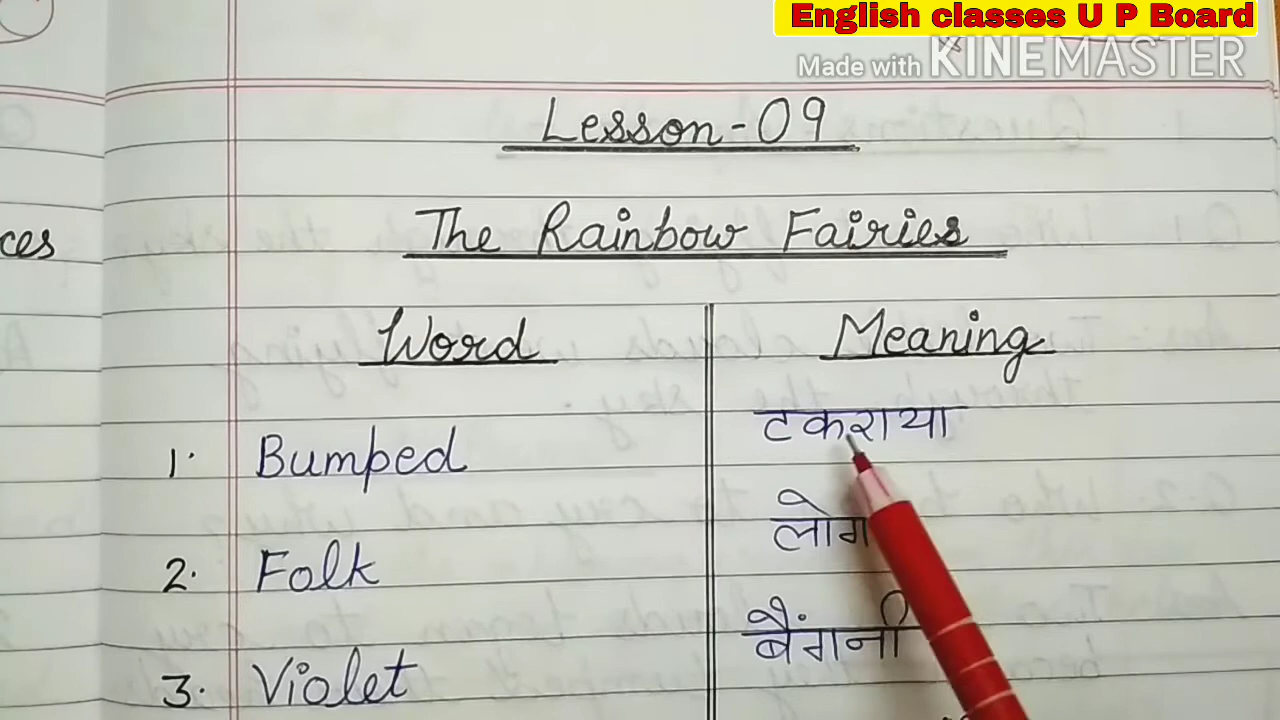 English classes U P Board
Made with KINEMASTER
Lesson-09
ces
The Rainbow Fairies
Word Meaning
1. Bumped टकराया
2. Folk लोग
3. Violet बैंगनी